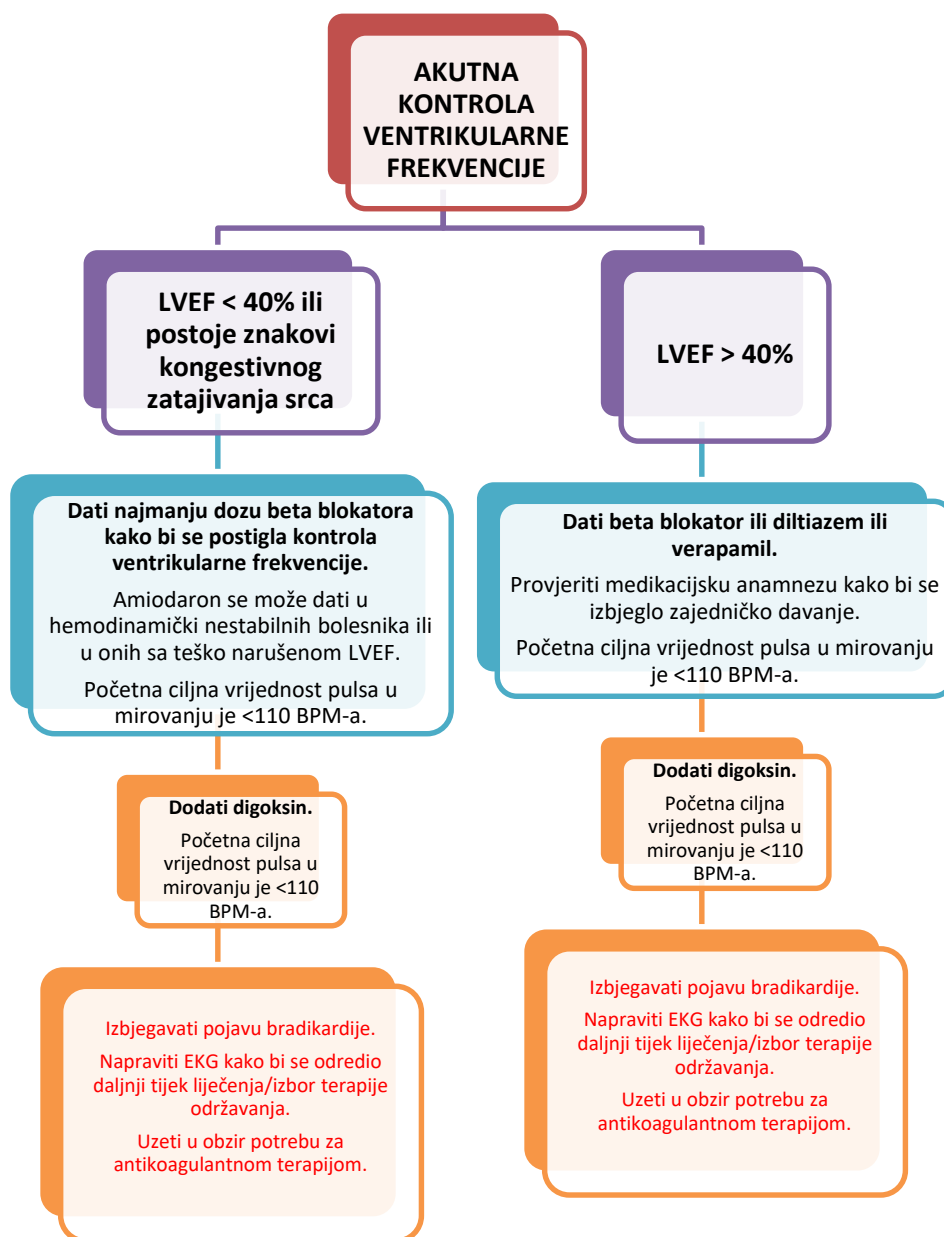 AKUTNA
KONTROLA
VENTRIKULARNE
FREKVENCIJE
LVEF < 40% ili
postoje znakovi
kongestivnog
zatajivanja srca
LVEF > 40%
Dati najmanju dozu beta blokatora
kako bi se postigla kontrola
ventrikularne frekvencije.
Amiodaron se može dati u
hemodinamički nestabilnih bolesnika ili
u onih sa teško narušenom LVEF.
Početna ciljna vrijednost pulsa u
mirovanju je <110 BPM-a.
Dati beta blokator ili diltiazem ili
verapamil.
Provjeriti medikacijsku anamnezu kako bi se
izbjeglo zajedničko davanje.
Početna ciljna vrijednost pulsa u mirovanju
je <110 BPM-a.
Dodati digoksin.
Početna ciljna
vrijednost pulsa u
mirovanju je <110
BPM-a.
Dodati digoksin.
Početna ciljna
vrijednost pulsa u
mirovanju je <110
BPM-a.
Izbjegavati pojavu bradikardije.
Napraviti EKG kako bi se odredio
daljnji tijek liječenja/izbor terapije
održavanja.
Uzeti u obzir potrebu za
antikoagulantnom terapijom.
Izbjegavati pojavu bradikardije.
Napraviti EKG kako bi se odredio
daljnji tijek liječenja/izbor terapije
održavanja.
Uzeti u obzir potrebu za
antikoagulantnom terapijom.